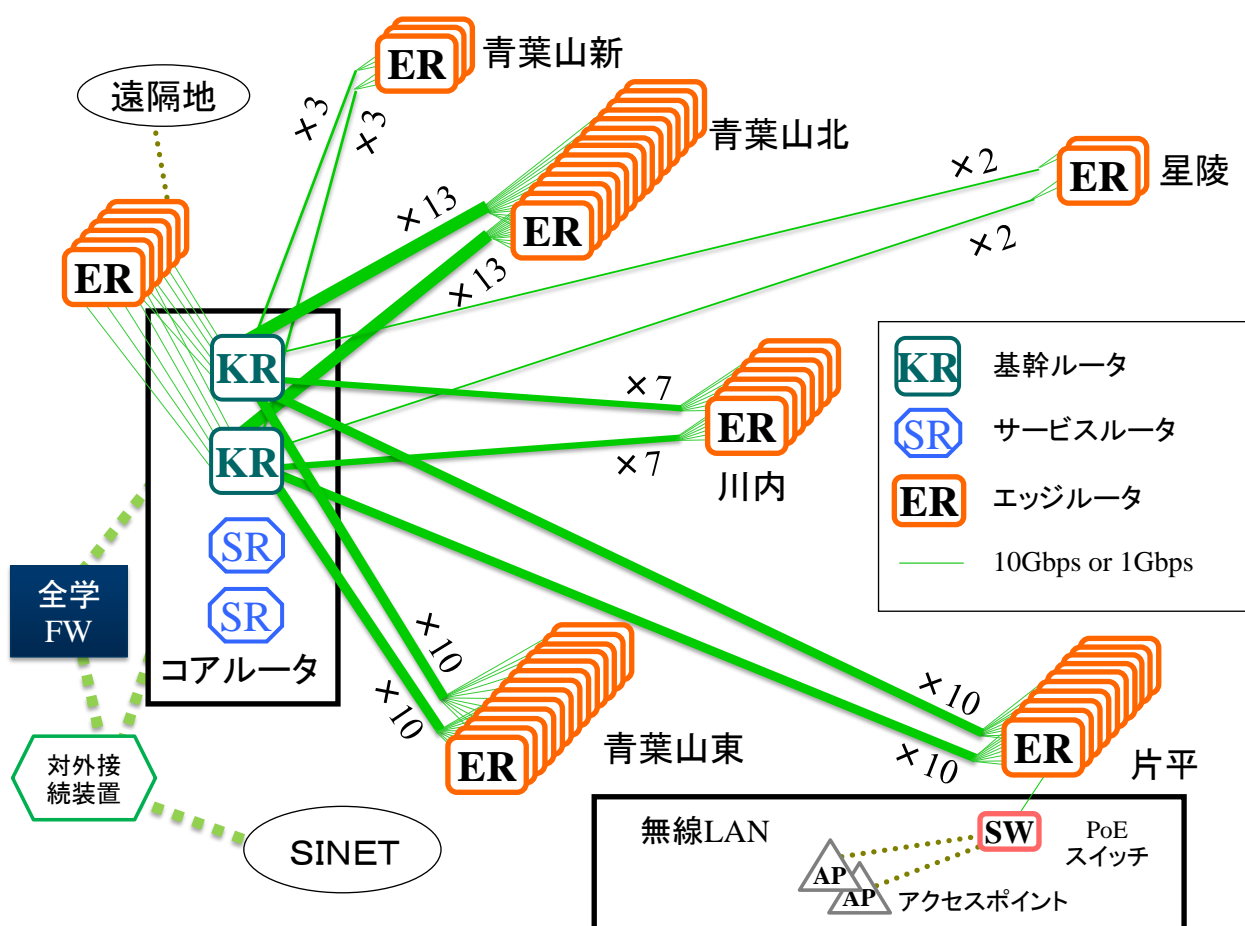 ER
青葉山新
遠隔地
×3
×3
青葉山北
ER
×13
×13
×2
×2
ER
星陵
ER
KR
KR
SR
SR
コアルータ
×7
×7
ER
川内
KR
基幹ルータ
SR
サービスルータ
ER
エッジルータ
10Gbps or 1Gbps
全学
FW
×10
×10
ER
青葉山東
×10
×10
ER
片平
対外接
続装置
SINET
無線LAN
SW
PoE
スイッチ
AP
AP
アクセスポイント